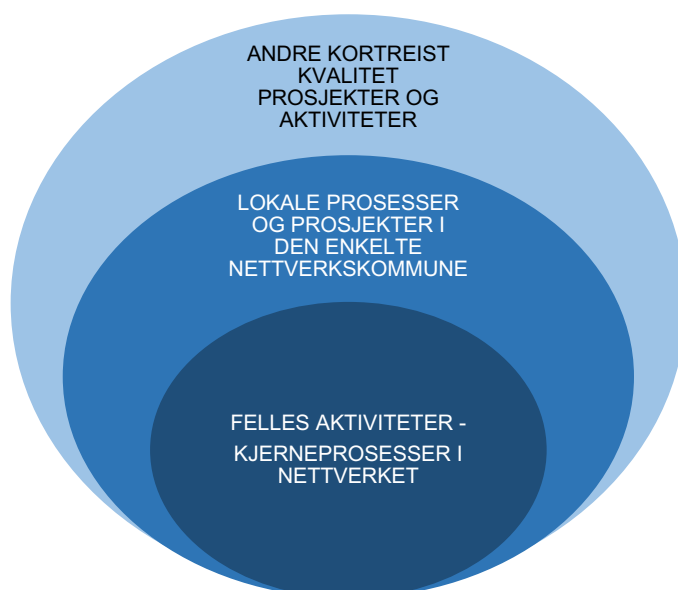 ANDRE KORTREIST
KVALITET
PROSJEKTER OG
AKTIVITETER
LOKALE PROSESSER
OG PROSJEKTER I
DEN ENKELTE
NETTVERKSKOMMUNE
FELLES AKTIVITETER -
KJERNEPROSESSER I
NETTVERKET